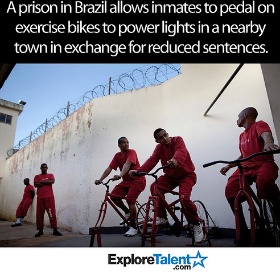 A prison in Brazil allows inmates to pedal on
exercise bikes to power lights in a nearby
town in exchange for reduced sentences.
ExploreTalent
.com